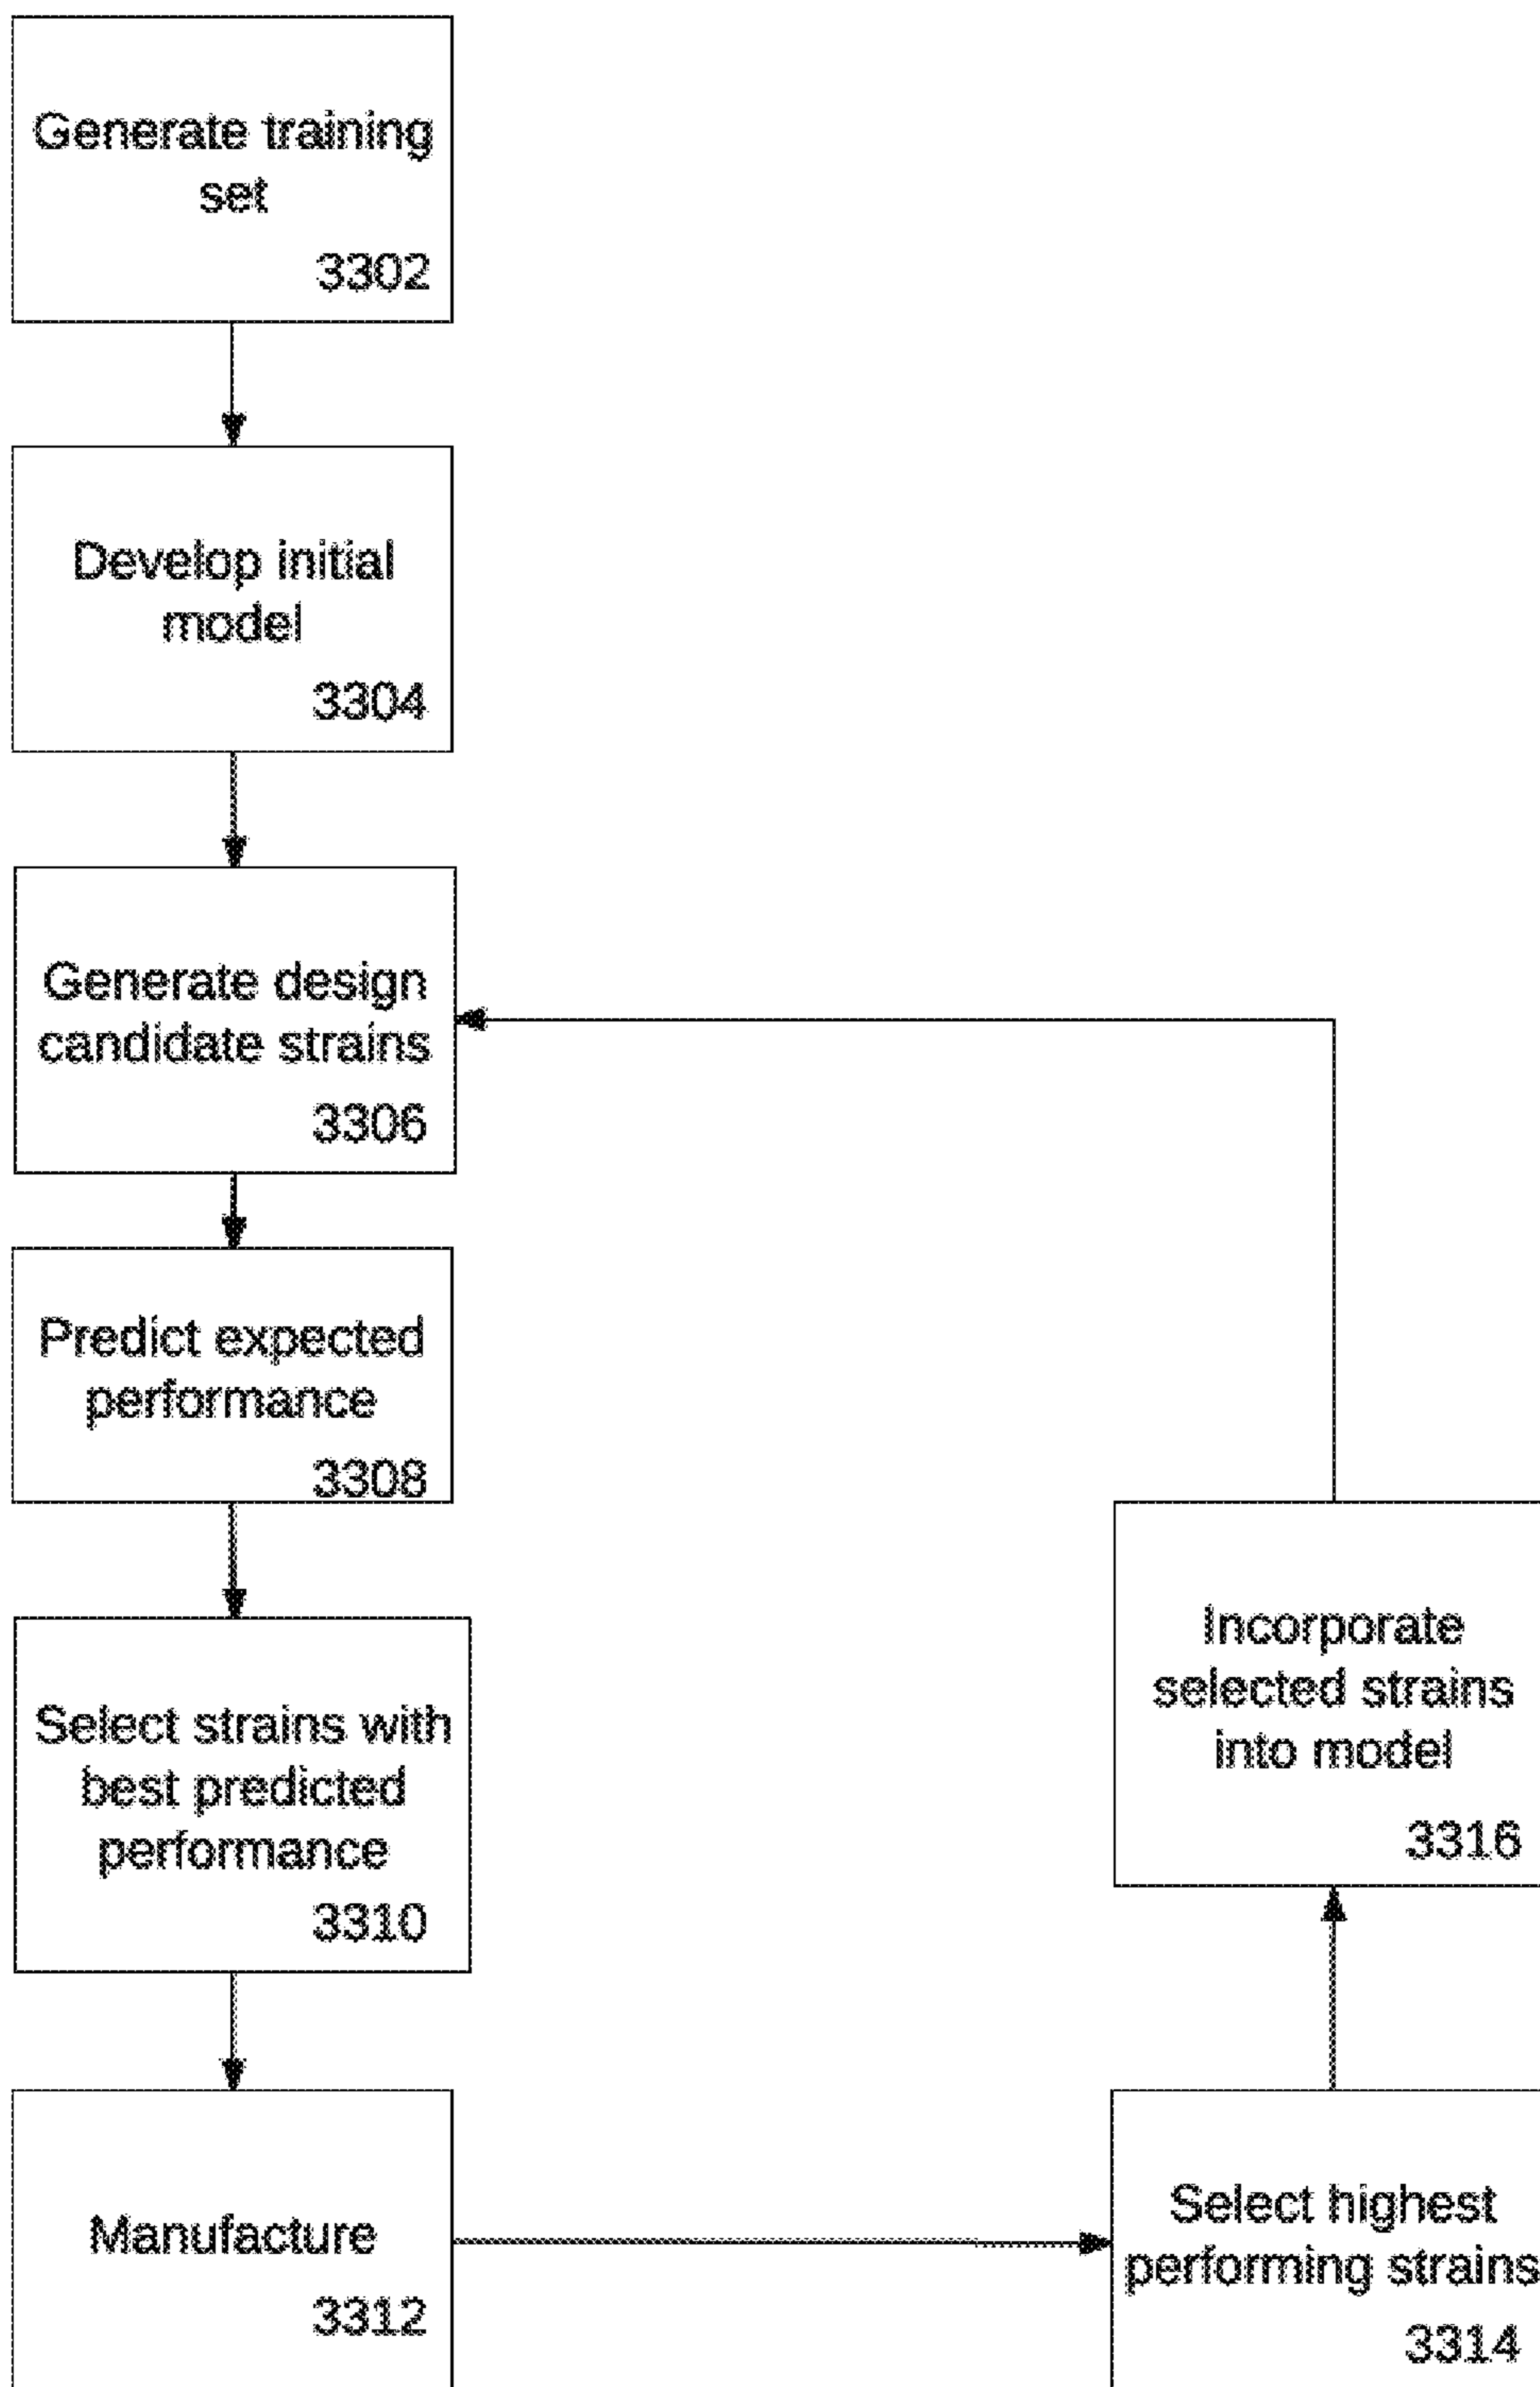 Generate training
set
3302
Develop initial
model
3304
Generate design
candidate strains
3306
Predict expected
performance
3308
Select strains with
best predicted
performance
3310
Manufacture
3312
Select highest
performing strains
3314
Incorporate
selected strains
into model
3316